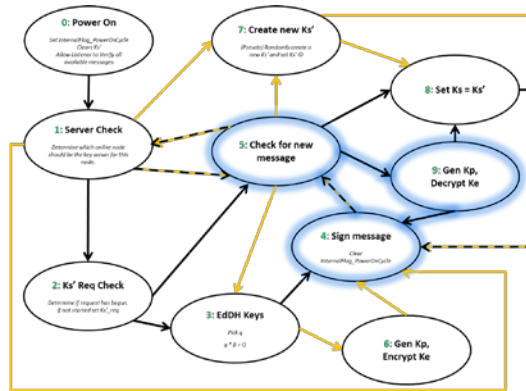 0: Power On
Set InternalFlag_PowerOnCycle
Clears Ks'
Allow Listener to Verify all
available messages
7: Create new Ks'
(Pseudo) Randomly create a
new Ks' and set Ks' ID
8: Set Ks = Ks'
1: Server Check
Determine which online node
should be the key server for this
node.
5: Check for new
message
9: Gen Kp,
Decrypt Ke
4: Sign message
Clear
InternalFlag_PowerOnCycle
2: Ks' Req Check
Determine if request has begun.
If not started set Ks'_req
3: EdDH Keys
Pick q
q * B = Q
6: Gen Kp,
Encrypt Ke